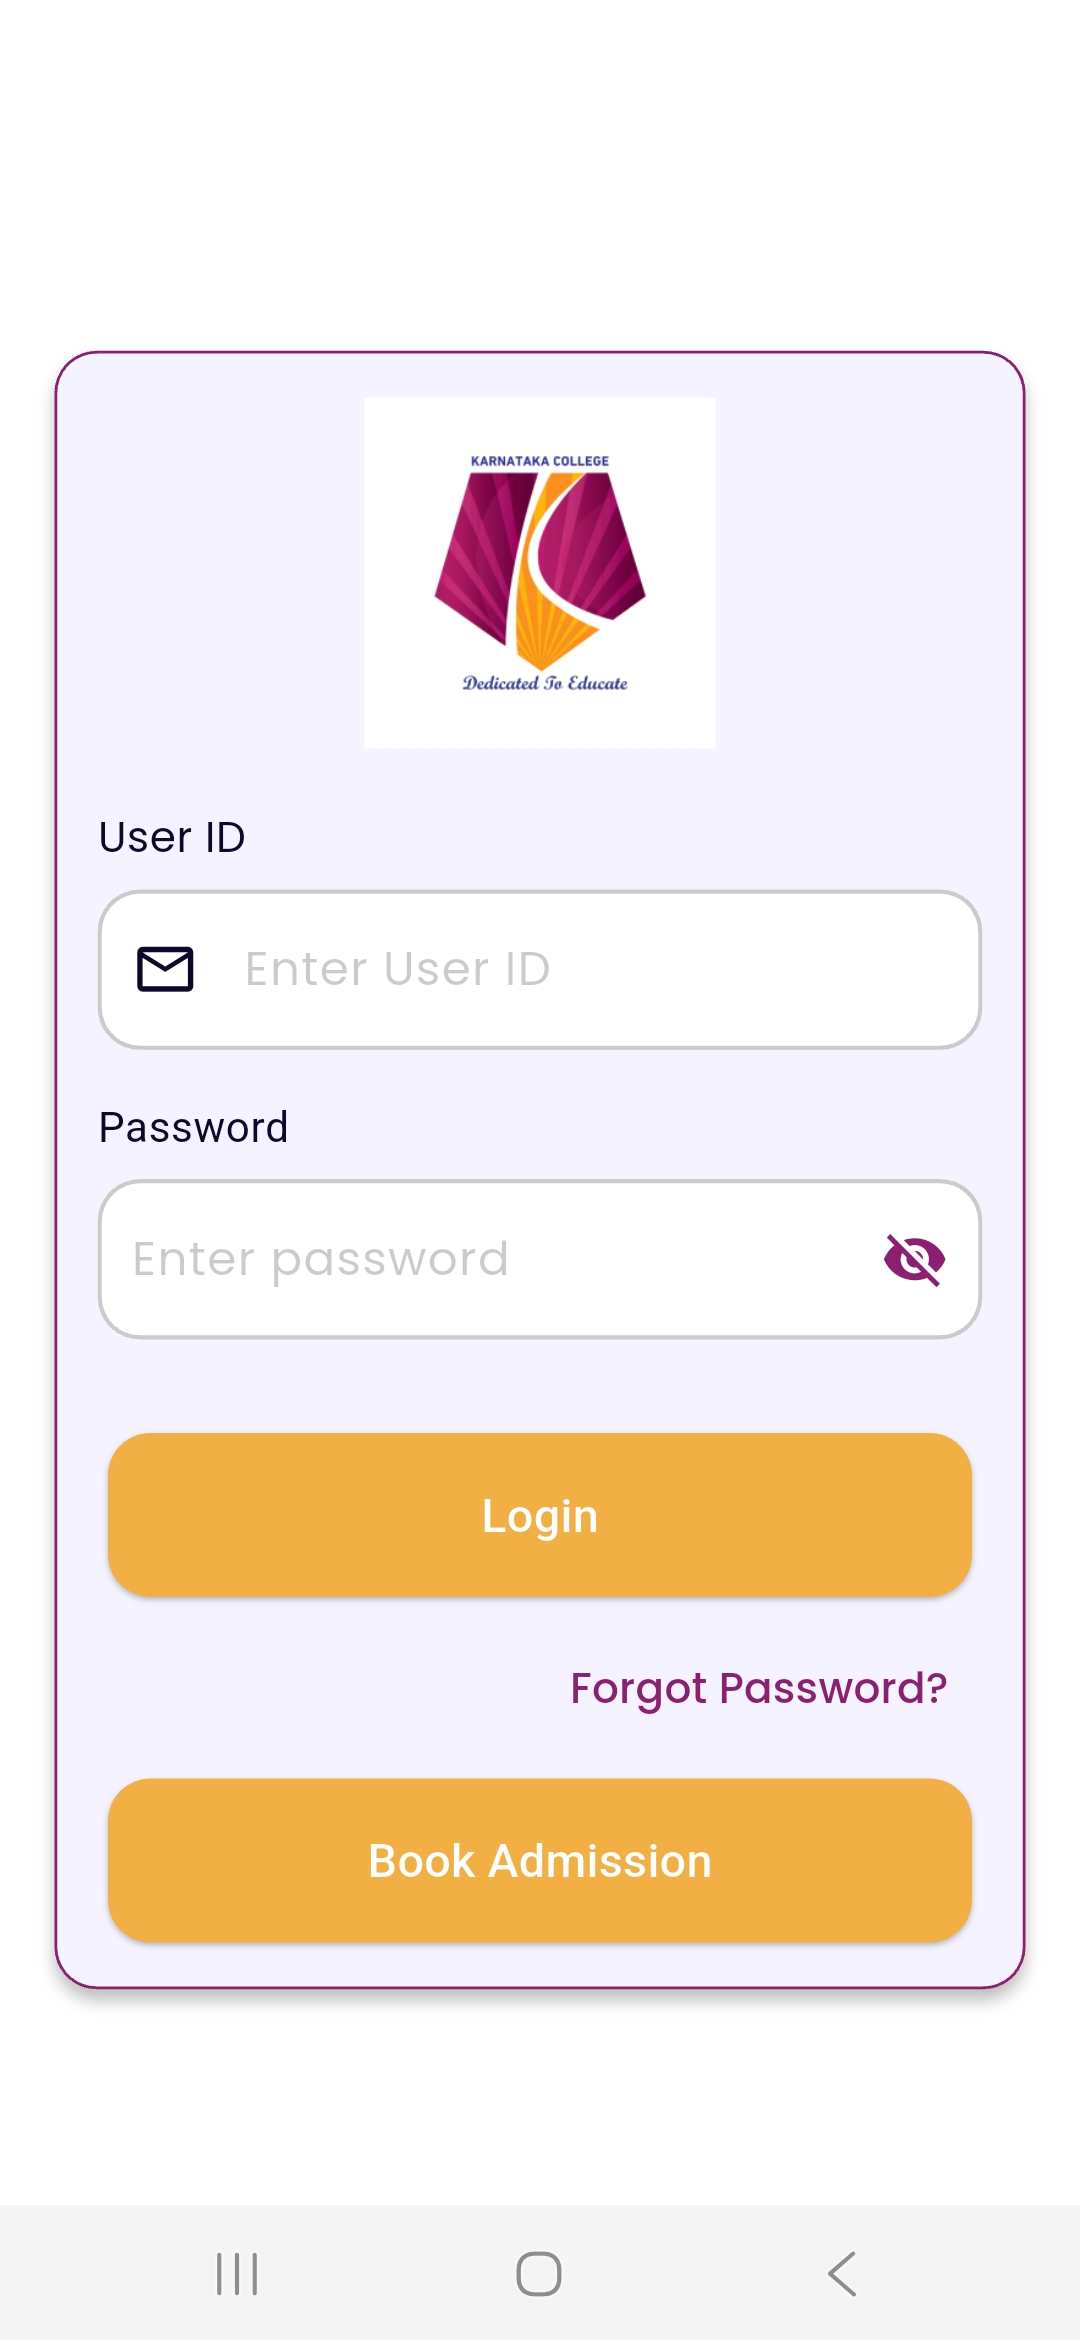 KARNATAKA COLLEGE
Dedicated To Educate
User ID
Enter User ID
Password
Enter password
Login
Forgot Password?
Book Admission